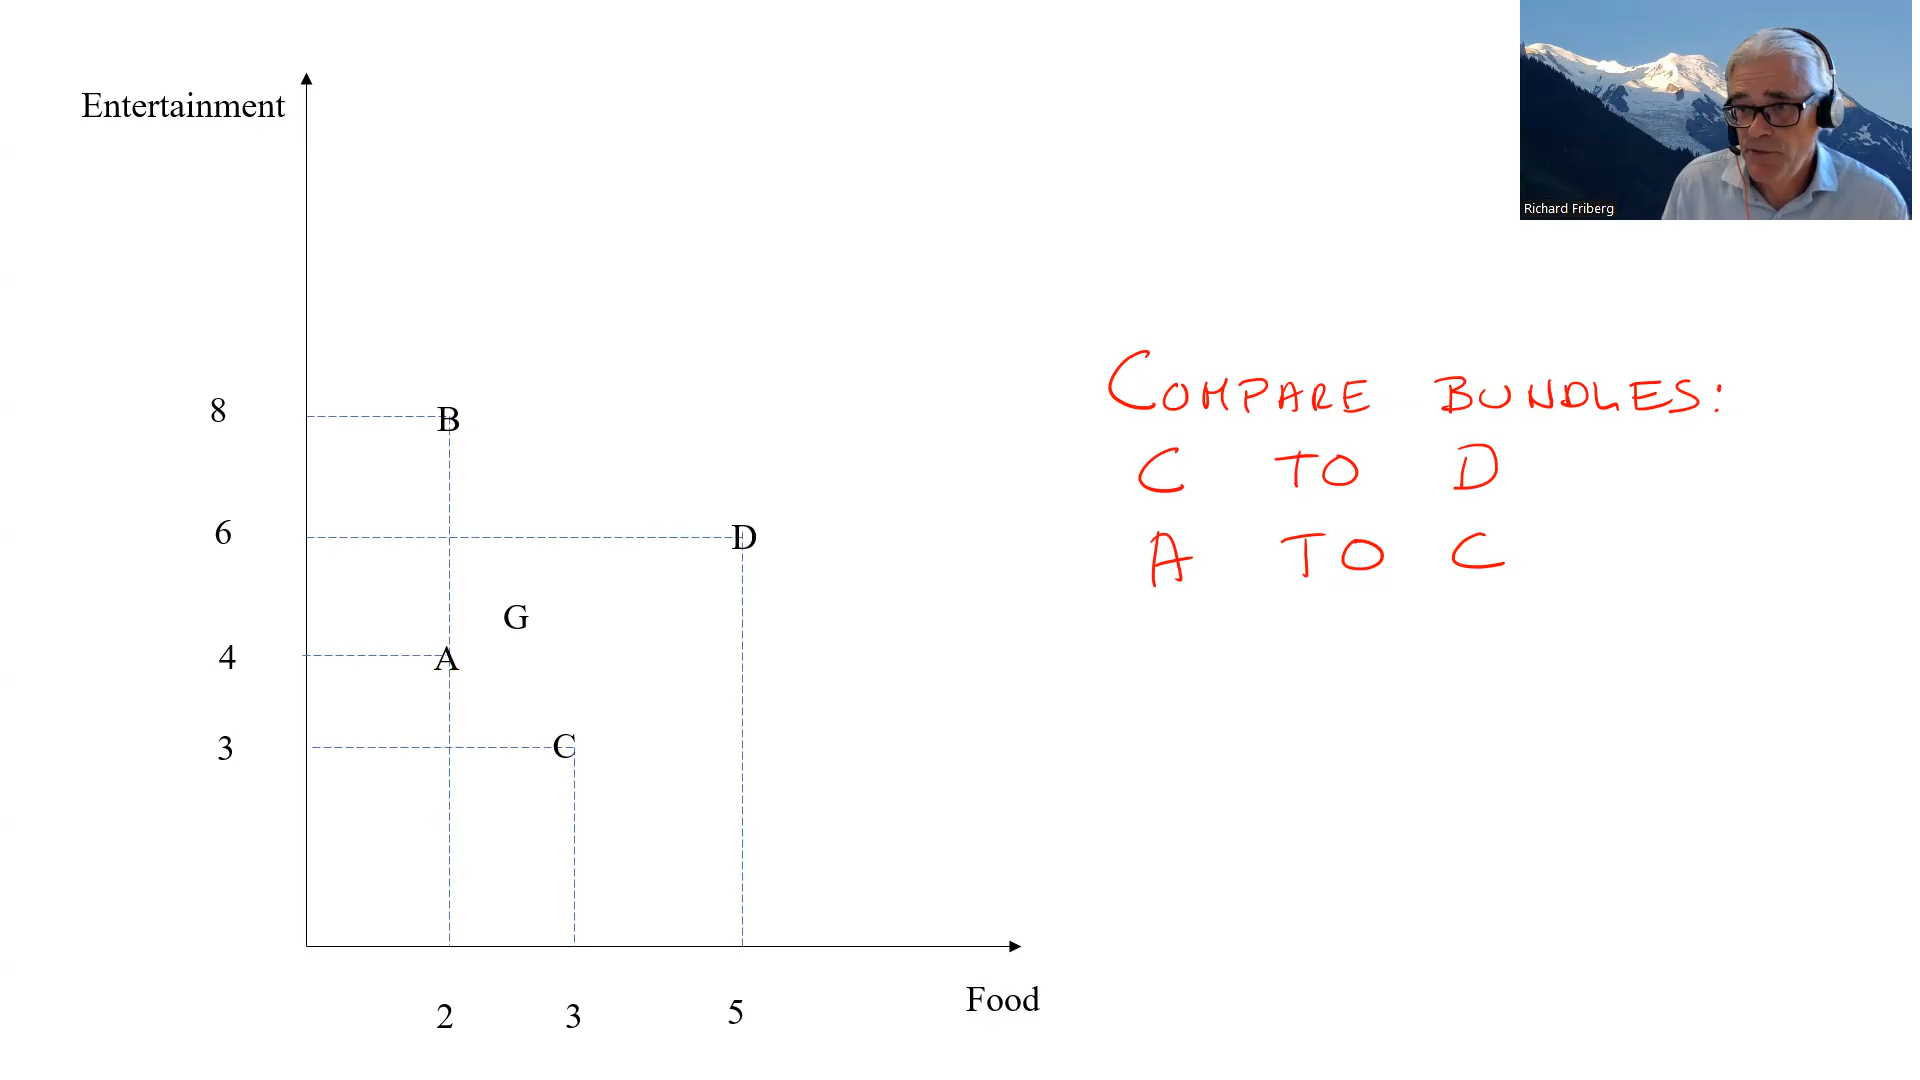 Entertainment
Richard Friberg
COMPARE BUNDLES:
8
B
C TO D
6
D
A TO C
G
4
A
3
C
Food
2
3
5